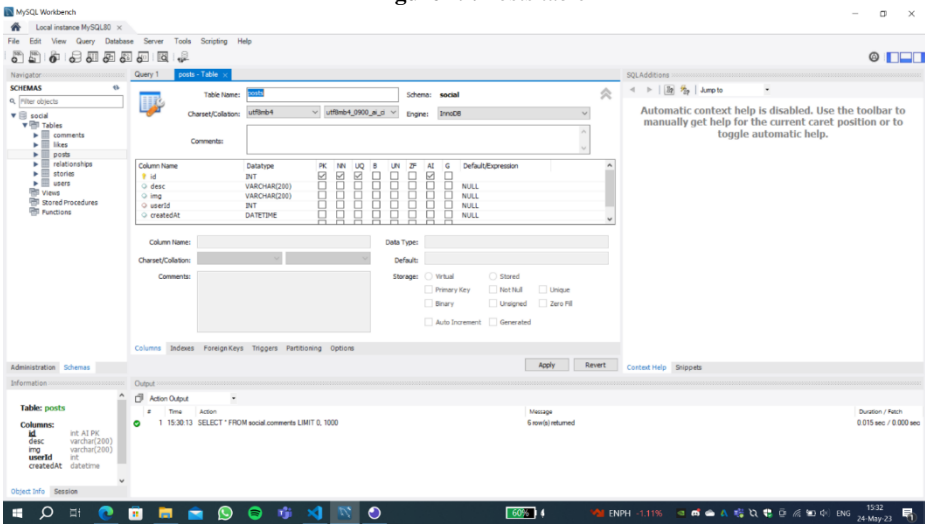 MySQL Workbench
Local instance MySQL80 ×
File Edit View Query Database Server Tools Scripting Help
Navigator
SCHEMAS
Filter objects
social
Tables
comments
likes
posts
relationships
stories
users
Views
Stored Procedures
Functions
Administration Schemas
Information
Table: posts
Columns:
id int AI PK
desc varchar(200)
img varchar(200)
userId int
createdAt datetime
Object Info Session
Query 1 posts - Table ×
Table Name: posts Schema: social
Charset/Collation: utf8mb4 utf8mb4_0900_ai_ci Engine: InnoDB
Comments:
Column Name Datatype PK NN UQ B UN ZF AI G Default/Expression
id INT
desc VARCHAR(200) NULL
img VARCHAR(200) NULL
userId INT NULL
createdAt DATETIME NULL
Column Name: Data Type:
Charset/Collation: Default:
Comments: Storage: Virtual Stored
Primary Key Not Null Unique
Binary Unsigned Zero Fill
Auto Increment Generated
Columns Indexes Foreign Keys Triggers Partitioning Options
Apply Revert
SQLAdditions
Jump to
Automatic context help is disabled. Use the toolbar to
manually get help for the current caret position or to
toggle automatic help.
Context Help Snippets
Output
Action Output
# Time Action Message Duration / Fetch
1 15:30:13 SELECT * FROM social.comments LIMIT 0, 1000 6 row(s) returned 0.015 sec / 0.000 sec
60% ENPH -1.11% ENG 15:32
24-May-23